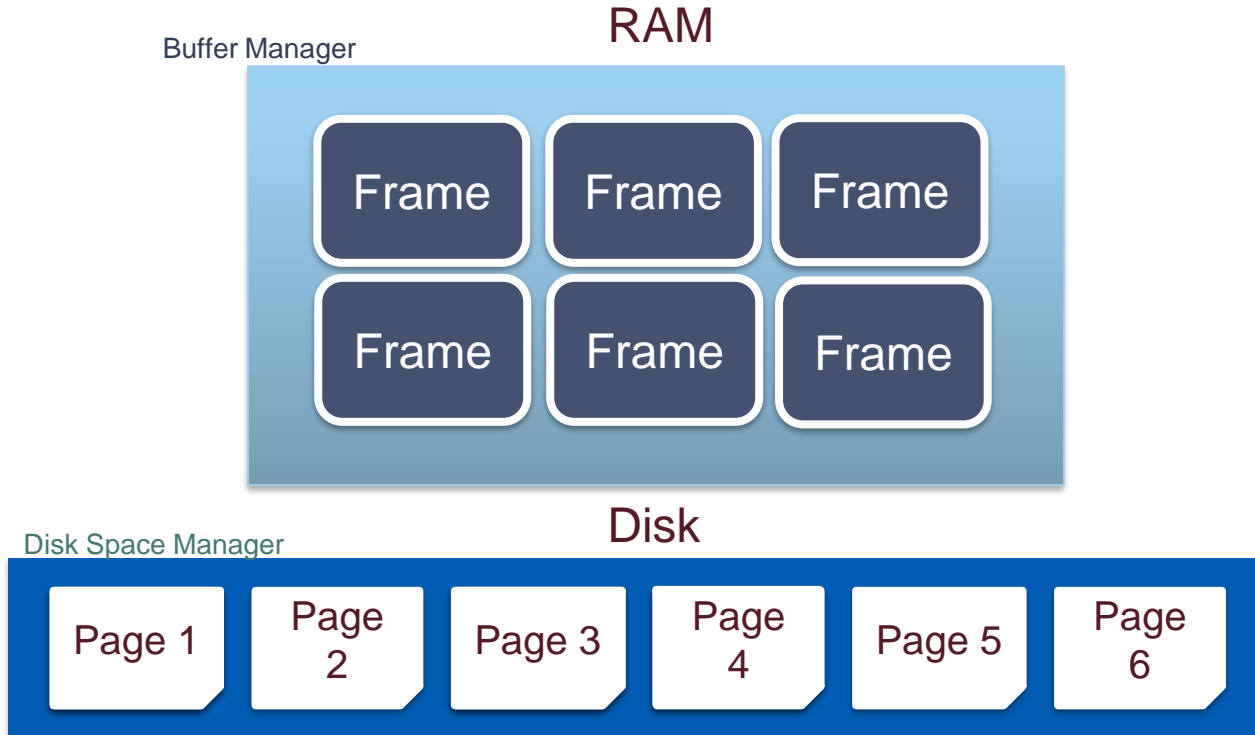 RAM
Buffer Manager
Frame
Frame
Frame
Frame
Frame
Frame
Disk
Disk Space Manager
Page 1
Page
2
Page 3
Page
4
Page 5
Page
6